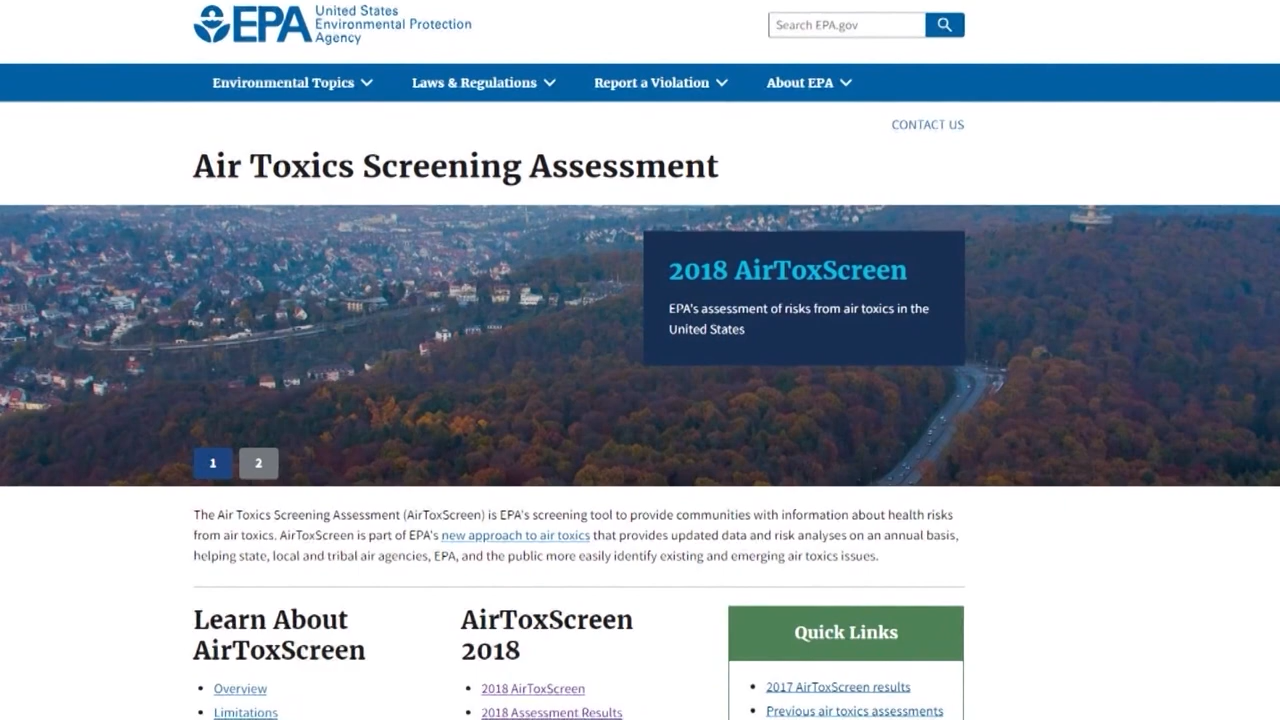 EPA
United States
Environmental Protection
Agency
Search EPA.gov
Environmental Topics
Laws & Regulations
Report a Violation
About EPA
CONTACT US
Air Toxics Screening Assessment
2018 AirToxScreen
EPA's assessment of risks from air toxics in the
United States
1
2
The Air Toxics Screening Assessment (AirToxScreen) is EPA's screening tool to provide communities with information about health risks
from air toxics. AirToxScreen is part of EPA's new approach to air toxics that provides updated data and risk analyses on an annual basis,
helping state, local and tribal air agencies, EPA, and the public more easily identify existing and emerging air toxics issues.
Learn About
AirToxScreen
• Overview
• Limitations
AirToxScreen
2018
• 2018 AirToxScreen
• 2018 Assessment Results
Quick Links
• 2017 AirToxScreen results
• Previous air toxics assessments